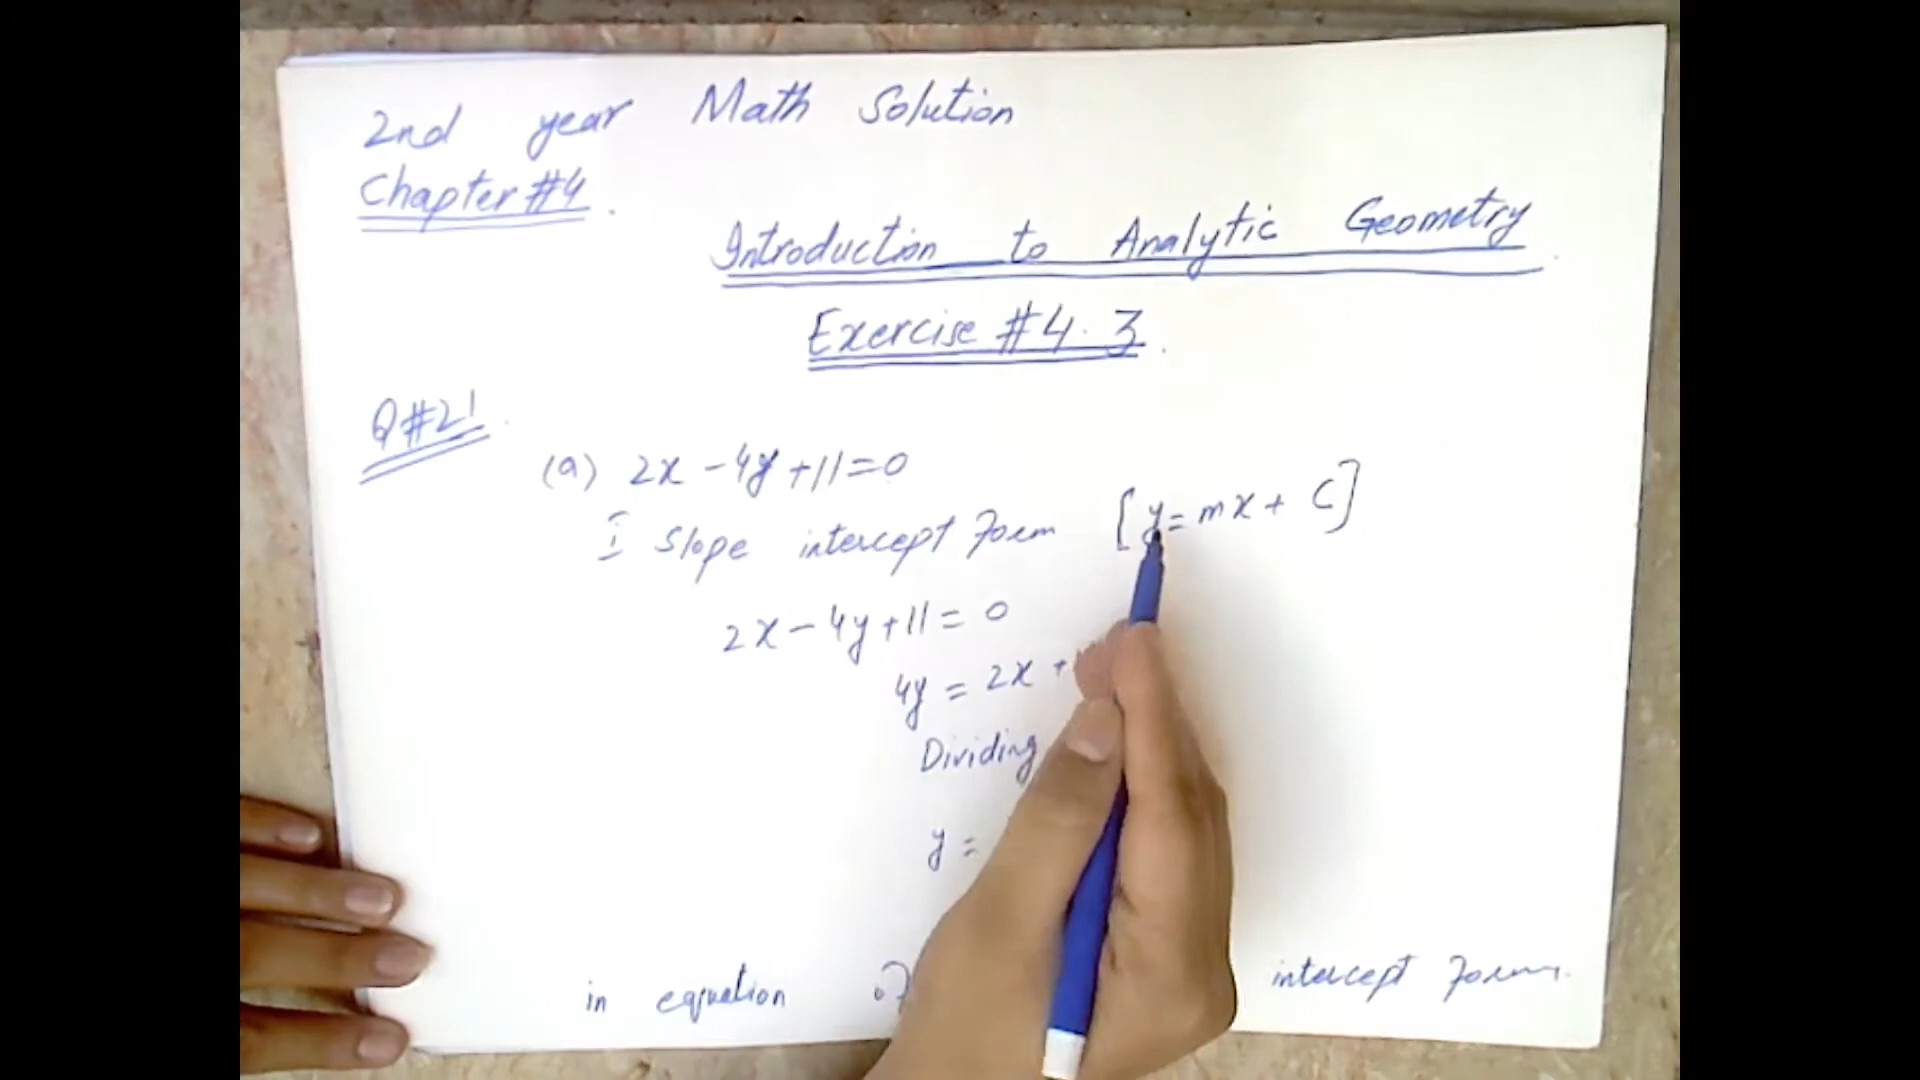 2nd year Math Solution
Chapter #4
Introduction to Analytic Geometry
Exercise #4.3
Q#21
(a) 2x - 4y + 11 = 0
I Slope intercept Form [y = mx + C]
2x - 4y + 11 = 0
4y = 2x +
Dividing
y =
in equation intercept Form.